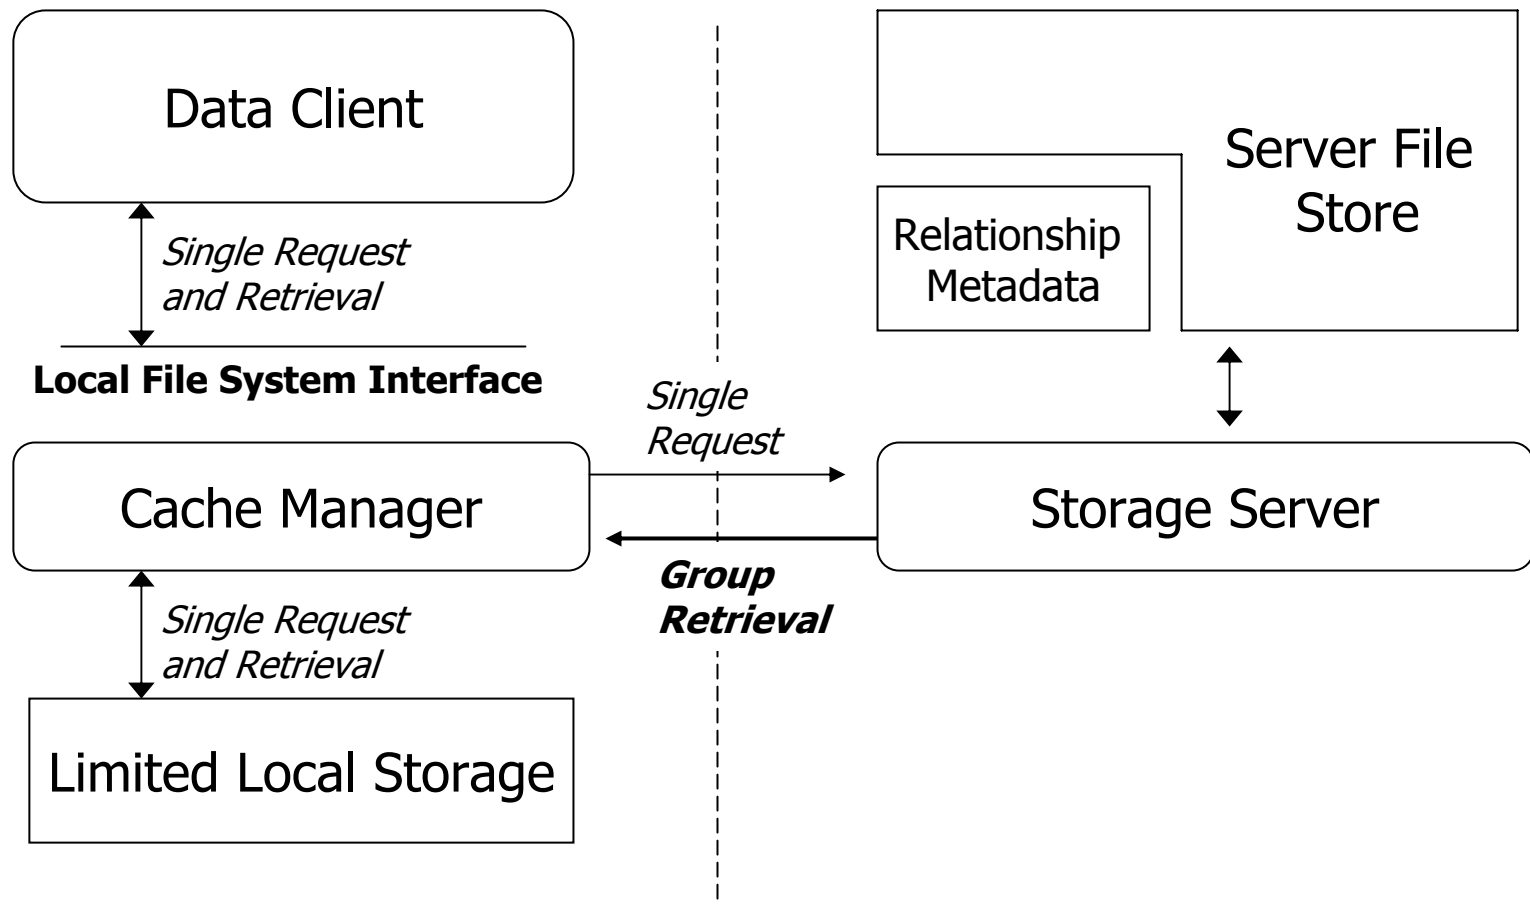 Data Client
Single Request
and Retrieval
Local File System Interface
Cache Manager
Single Request
and Retrieval
Limited Local Storage
Single
Request
Group
Retrieval
Server File
Store
Relationship
Metadata
Storage Server